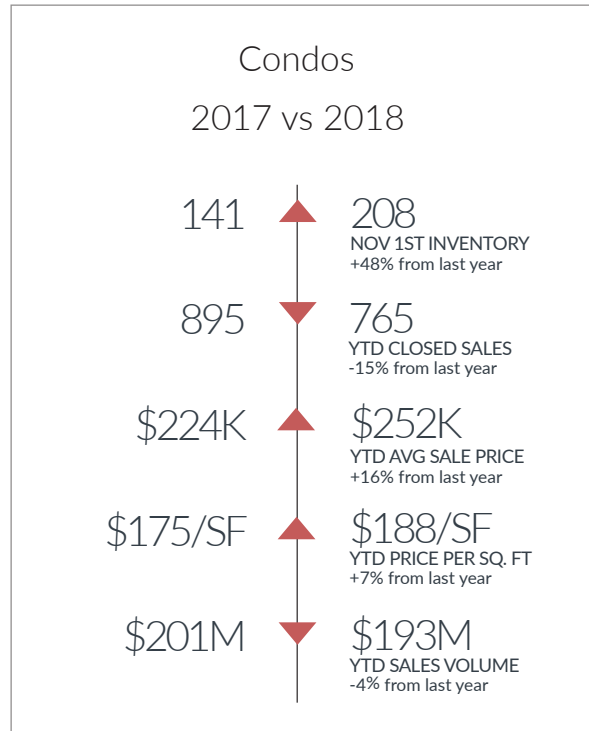 Condos
2017 vs 2018
141
208
NOV 1ST INVENTORY
+48% from last year
895
765
YTD CLOSED SALES
-15% from last year
$224K
$252K
YTD AVG SALE PRICE
+16% from last year
$175/SF
$188/SF
YTD PRICE PER SQ. FT
+7% from last year
$201M
$193M
YTD SALES VOLUME
-4% from last year